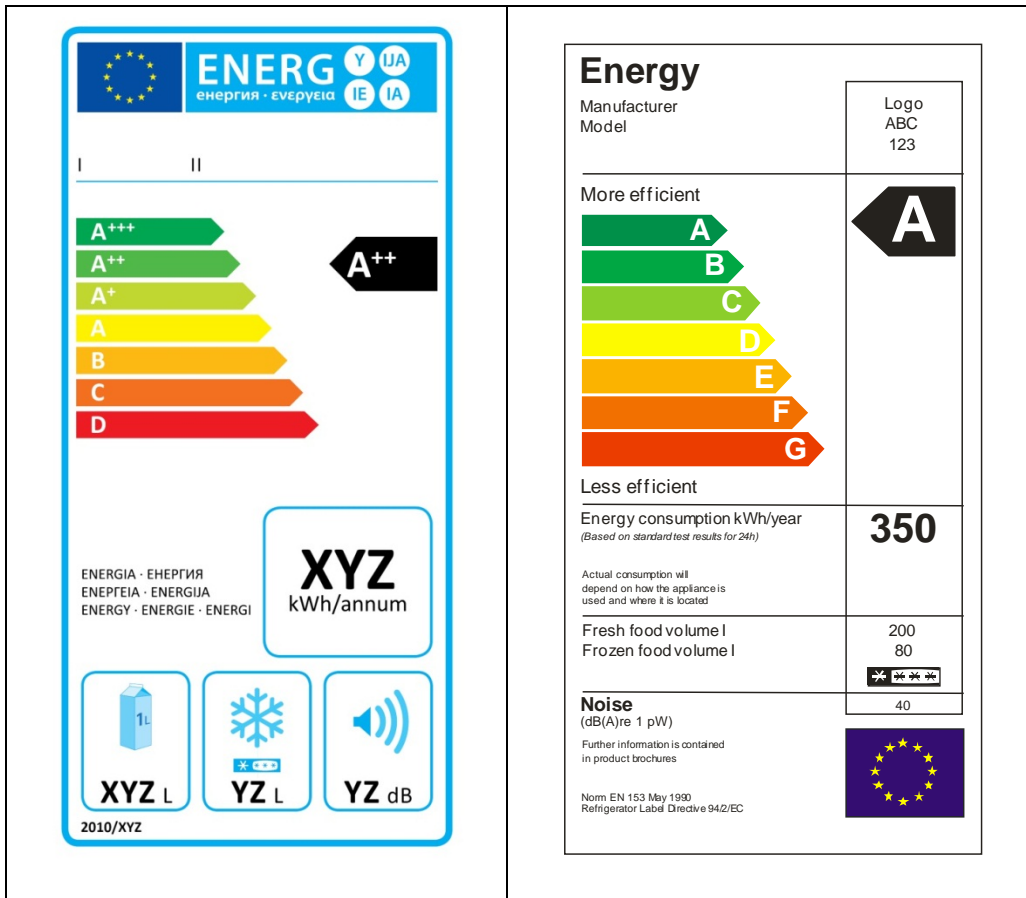 ENERG
Y IJA
IE IA
енергия · ενεργεια
I II
A+++
A++
A+
A
B
C
D
A++
XYZ
kWh/annum
ENERGIA · ЕНЕРГИЯ
ΕΝΕΡΓΕΙΑ · ENERGIJA
ENERGY · ENERGIE · ENERGI
1L
XYZ L
YZ L
YZ dB
2010/XYZ
Energy
Manufacturer
Model
Logo
ABC
123
More efficient
A
B
C
D
E
F
G
A
Less efficient
Energy consumption kWh/year
(Based on standard test results for 24h)
350
Actual consumption will
depend on how the appliance is
used and where it is located
Fresh food volume l 200
Frozen food volume l 80
Noise 40
(dB(A)re 1 pW)
Further information is contained
in product brochures
Norm EN 153 May 1990
Refrigerator Label Directive 94/2/EC